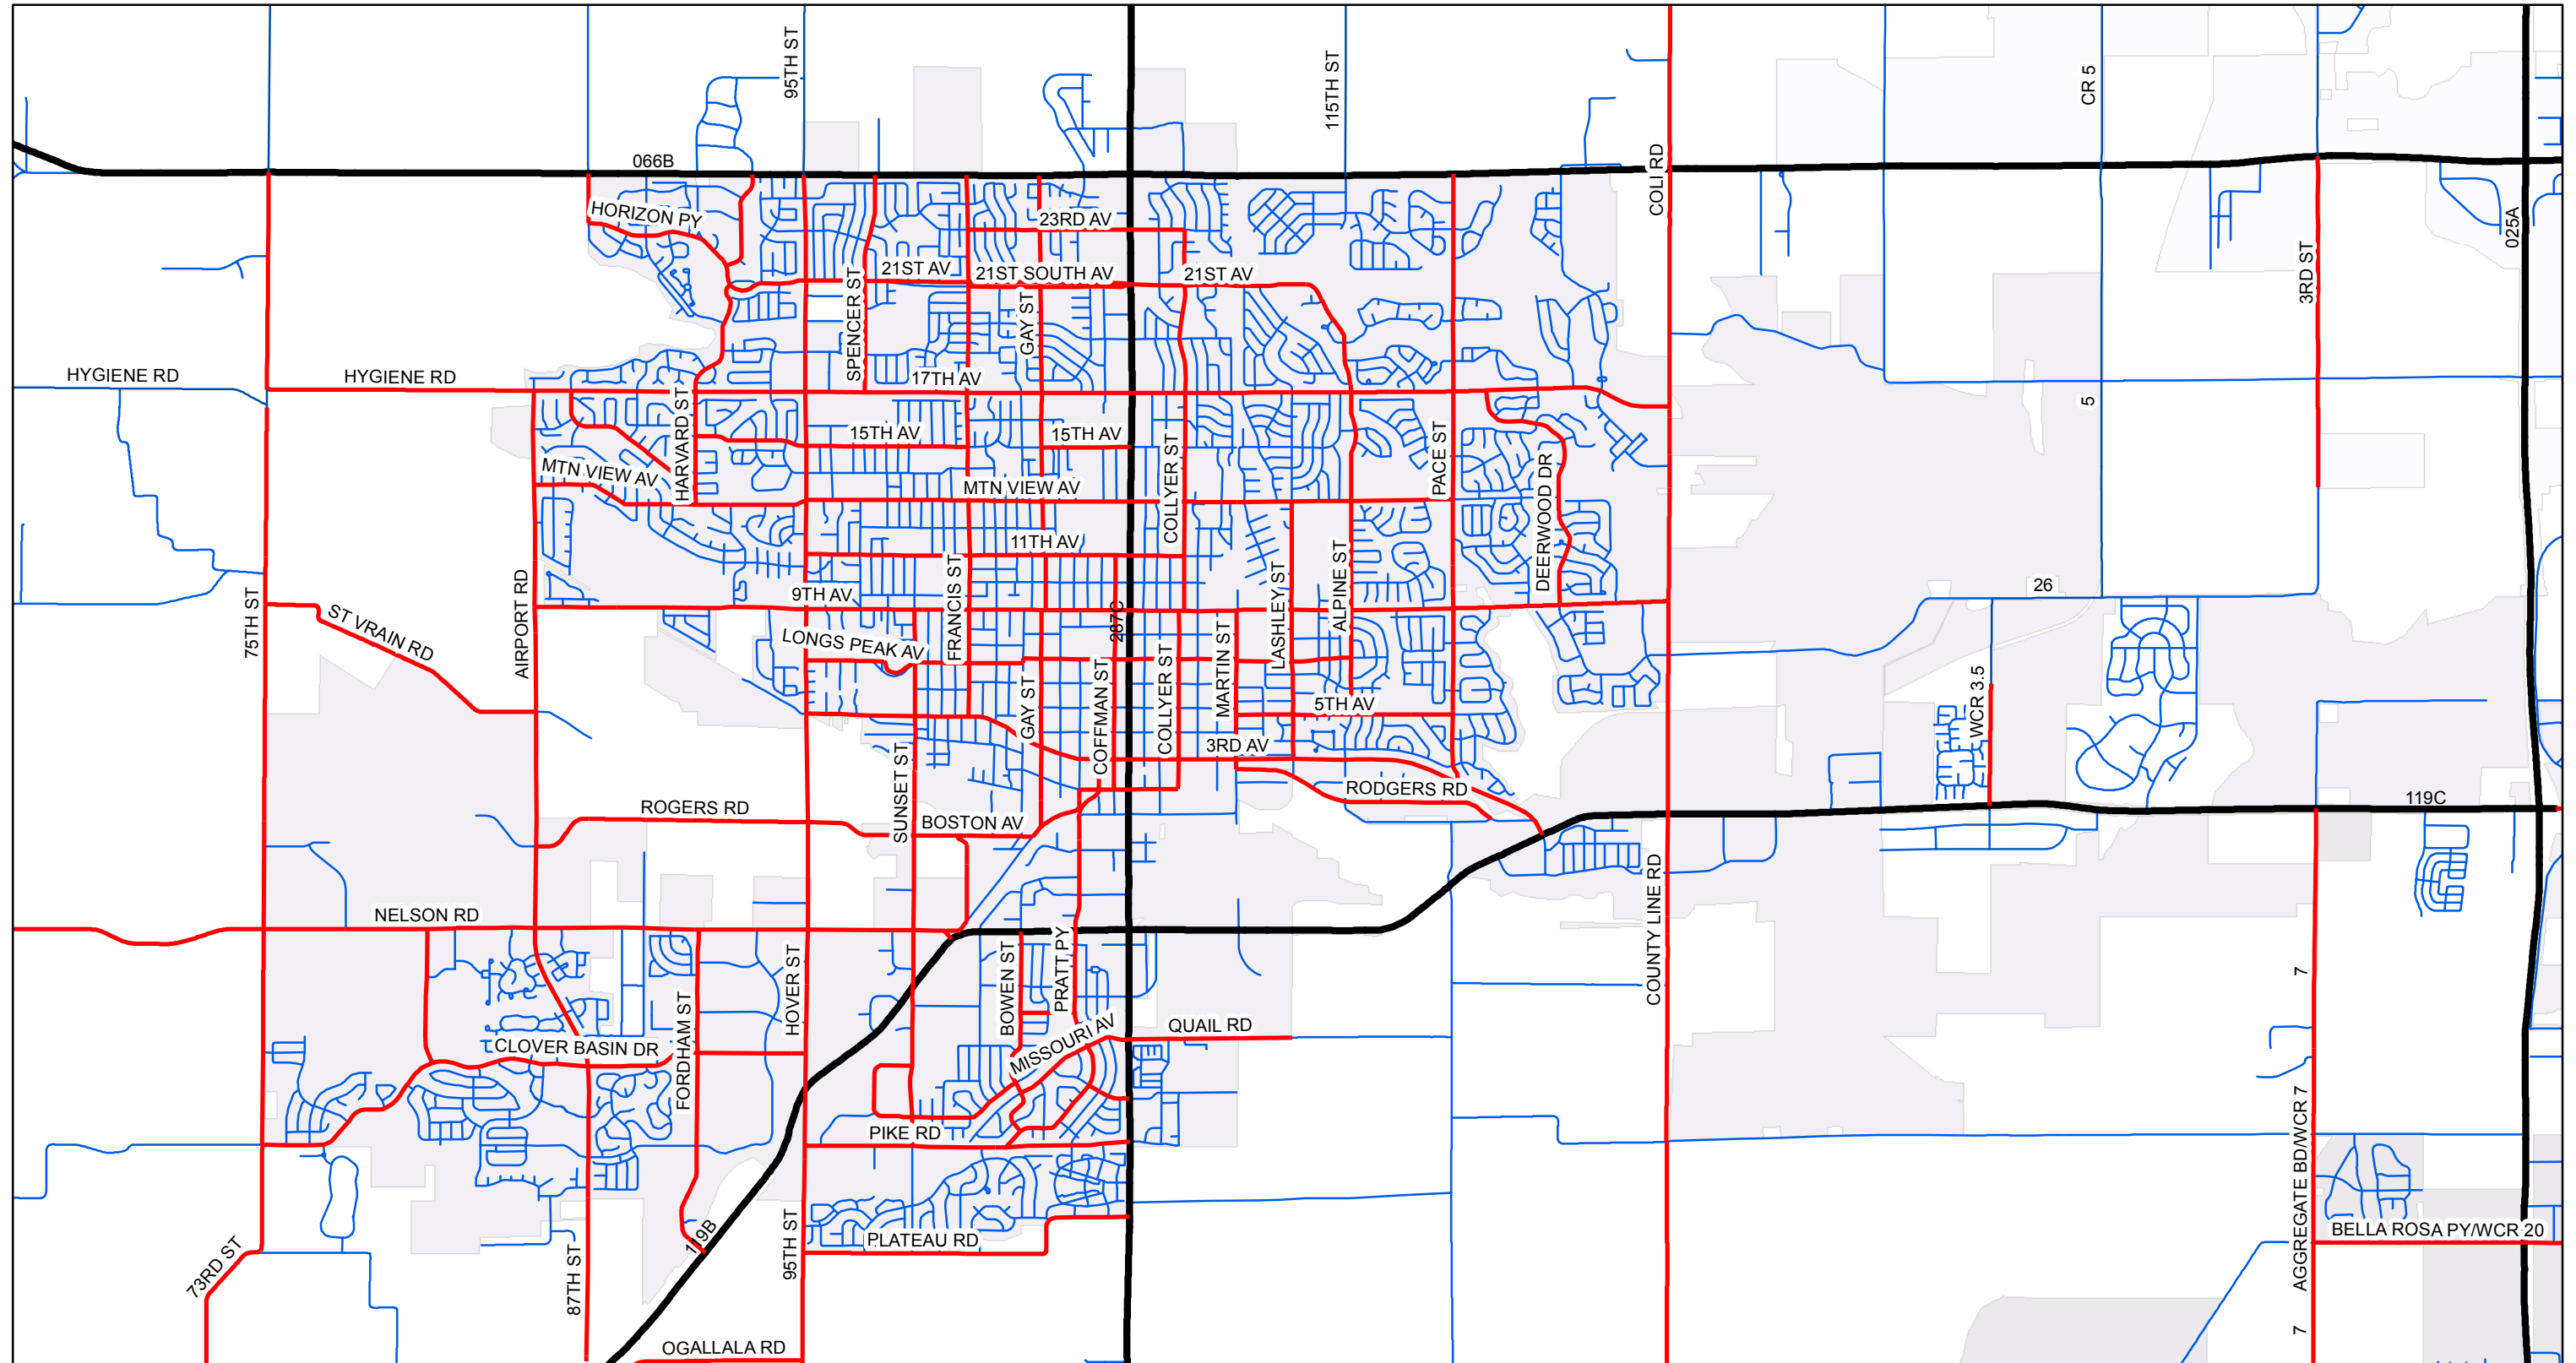 95TH ST
115TH ST
CR 5
066B
COLI RD
HORIZON PY
23RD AV
025A
3RD ST
21ST AV
21ST SOUTH AV
21ST AV
SPENCER ST
GAY ST
HYGIENE RD
HYGIENE RD
17TH AV
5
HARVARD ST
15TH AV
15TH AV
COLLYER ST
PACE ST
MTN VIEW AV
MTN VIEW AV
DEERWOOD DR
11TH AV
AIRPORT RD
FRANCIS ST
LASHLEY ST
ALPINE ST
26
75TH ST
9TH AV
287C
ST VRAIN RD
LONGS PEAK AV
GAY ST
COFFMAN ST
COLLYER ST
MARTIN ST
WCR 3.5
5TH AV
3RD AV
SUNSET ST
RODGERS RD
119C
ROGERS RD
BOSTON AV
NELSON RD
COUNTY LINE RD
HOVER ST
BOWEN ST
PRATT PY
7
FORDHAM ST
QUAIL RD
MISSOURI AV
CLOVER BASIN DR
PIKE RD
AGGREGATE BD/WCR 7
73RD ST
87TH ST
119B
95TH ST
PLATEAU RD
BELLA ROSA PY/WCR 20
7
OGALLALA RD